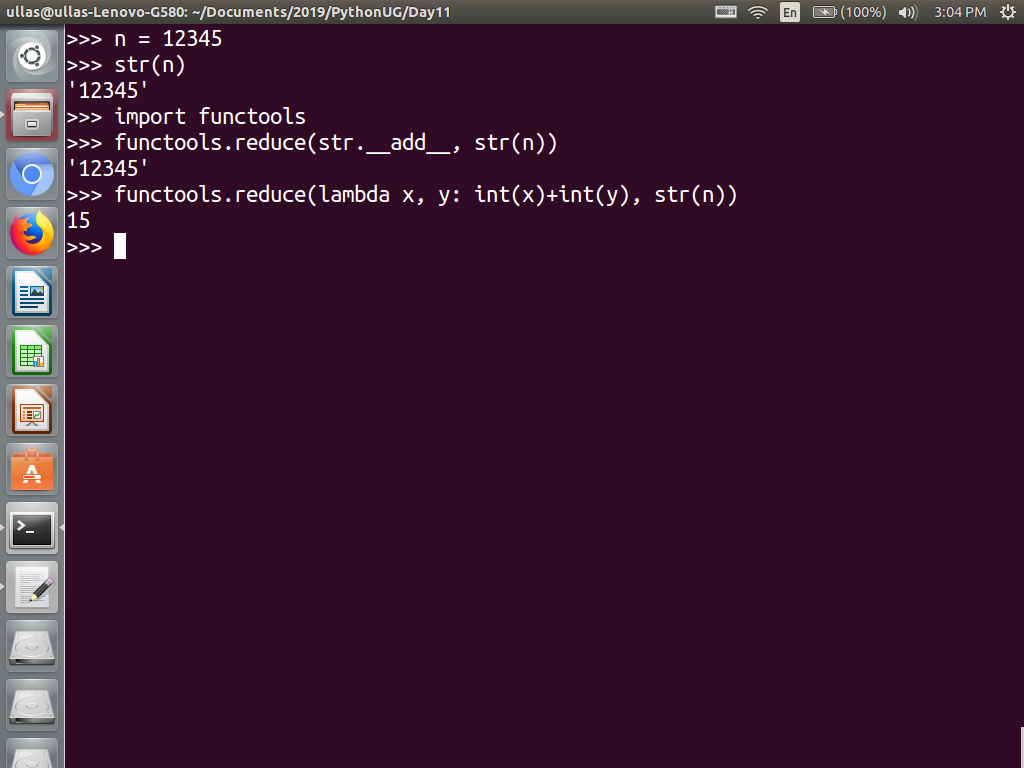 ullas@ullas-Lenovo-G580: ~/Documents/2019/PythonUG/Day11
En
(100%)
3:04 PM
>>> n = 12345
>>> str(n)
'12345'
>>> import functools
>>> functools.reduce(str.__add__, str(n))
'12345'
>>> functools.reduce(lambda x, y: int(x)+int(y), str(n))
15
>>>